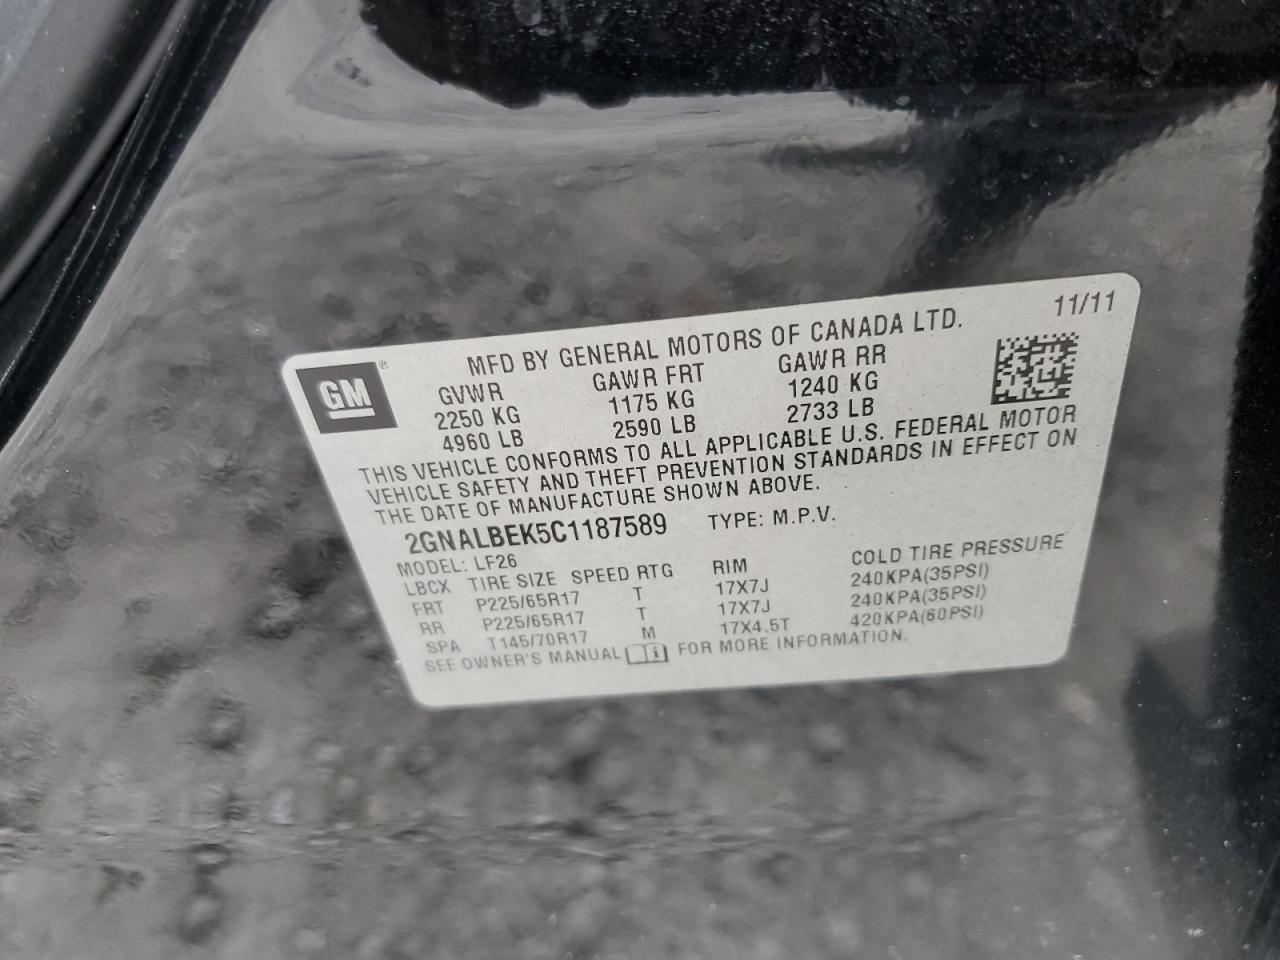 11/11
GM®
MFD BY GENERAL MOTORS OF CANADA LTD.
GVWR GAWR FRT GAWR RR
2250 KG 1175 KG 1240 KG
4960 LB 2590 LB 2733 LB
THIS VEHICLE CONFORMS TO ALL APPLICABLE U.S. FEDERAL MOTOR
VEHICLE SAFETY AND THEFT PREVENTION STANDARDS IN EFFECT ON
THE DATE OF MANUFACTURE SHOWN ABOVE.
2GNALBEK5C1187589 TYPE: M.P.V.
MODEL: LF26
LBCX TIRE SIZE SPEED RTG RIM COLD TIRE PRESSURE
FRT P225/65R17 T 17X7J 240KPA(35PSI)
RR P225/65R17 T 17X7J 240KPA(35PSI)
SPA T145/70R17 M 17X4.5T 420KPA(60PSI)
SEE OWNER'S MANUAL i FOR MORE INFORMATION.